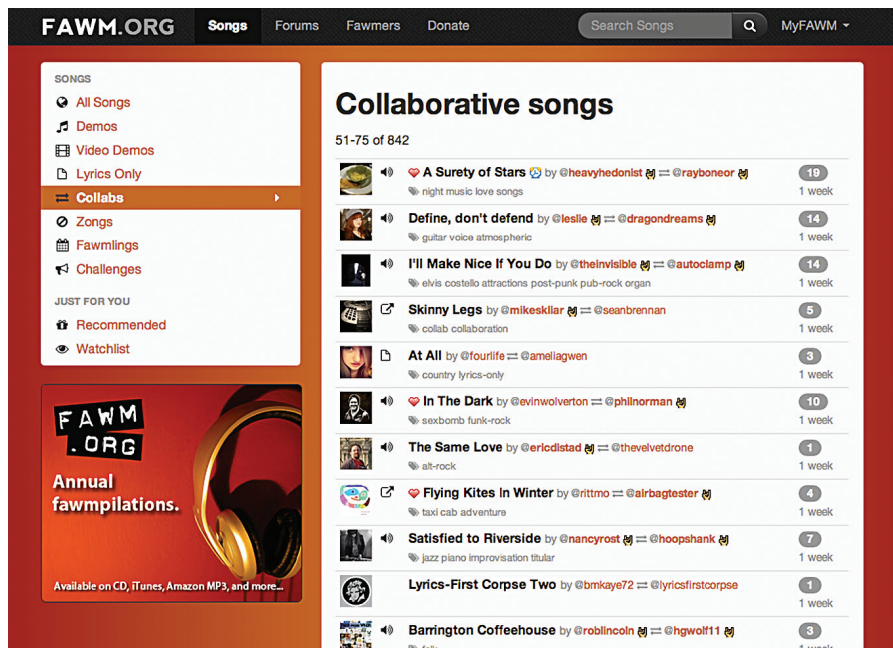 FAWM.ORG Songs Forums Fawmers Donate Search Songs MyFAWM
SONGS
All Songs
Demos
Video Demos
Lyrics Only
Collabs
Zongs
Fawmlings
Challenges
JUST FOR YOU
Recommended
Watchlist
FAWM
.ORG
Annual
fawmpilations.
Available on CD, iTunes, Amazon MP3, and more...
Collaborative songs
51-75 of 842
A Surety of Stars by @heavyhedonist @rayboneor 19
night music love songs 1 week
Define, don't defend by @leslie @dragondreams 14
guitar voice atmospheric 1 week
I'll Make Nice If You Do by @theinvisible @autoclamp 14
elvis costello attractions post-punk pub-rock organ 1 week
Skinny Legs by @mikeskliar @seanbrennan 5
collab collaboration 1 week
At All by @fourlife @ameliagwen 3
country lyrics-only 1 week
In The Dark by @evinwolverton @philnorman 10
sexbomb funk-rock 1 week
The Same Love by @ericdistad @thevelvetdrone 1
alt-rock 1 week
Flying Kites In Winter by @rittmo @airbagtester 4
taxi cab adventure 1 week
Satisfied to Riverside by @nancyrost @hoopshank 7
jazz piano improvisation titular 1 week
Lyrics-First Corpse Two by @bmkaye72 @lyricsfirstcorpse 1
1 week
Barrington Coffeehouse by @roblincoln @hgwolf11 3
folk 1 week